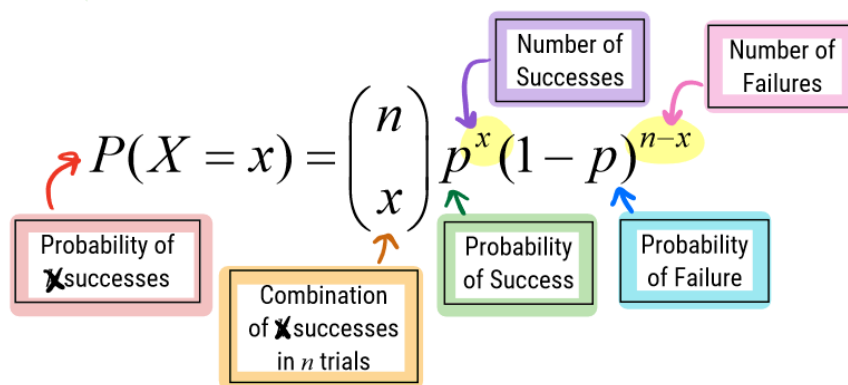 Number of
Successes
Number of
Failures
P(X = x) = (n x) p^x (1 − p)^{n−x}
Probability of
X successes
Combination
of X successes
in n trials
Probability
of Success
Probability
of Failure